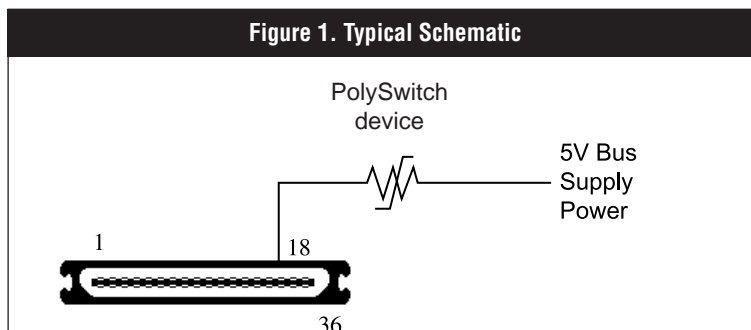 Figure 1. Typical Schematic
PolySwitch
device
5V Bus
Supply
Power
1
18
36